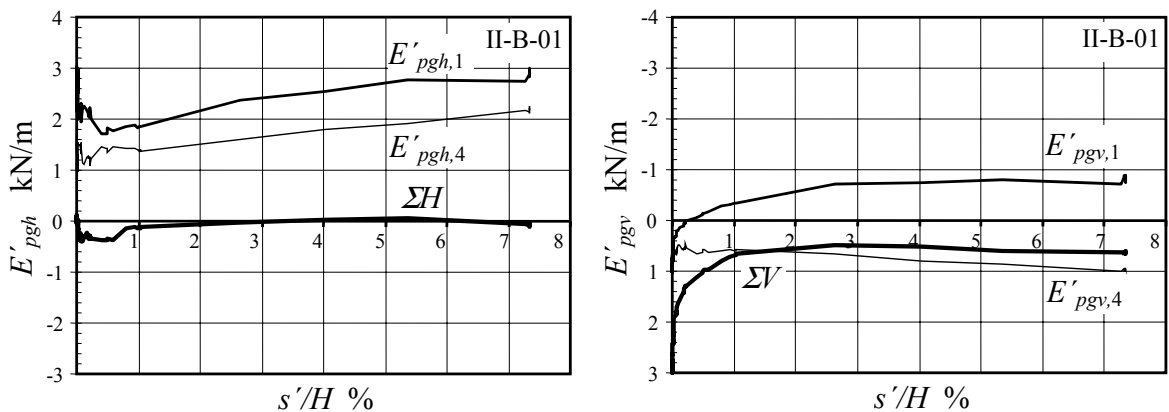 4
3
2
1
0
-1
-2
-3
1 2 3 4 5 6 7 8
E´pgh kN/m
II-B-01
E´pgh,1
E´pgh,4
ΣH
s´/H %
-4
-3
-2
-1
0
1
2
3
1 2 3 4 5 6 7 8
E´pgv kN/m
II-B-01
E´pgv,1
ΣV
E´pgv,4
s´/H %